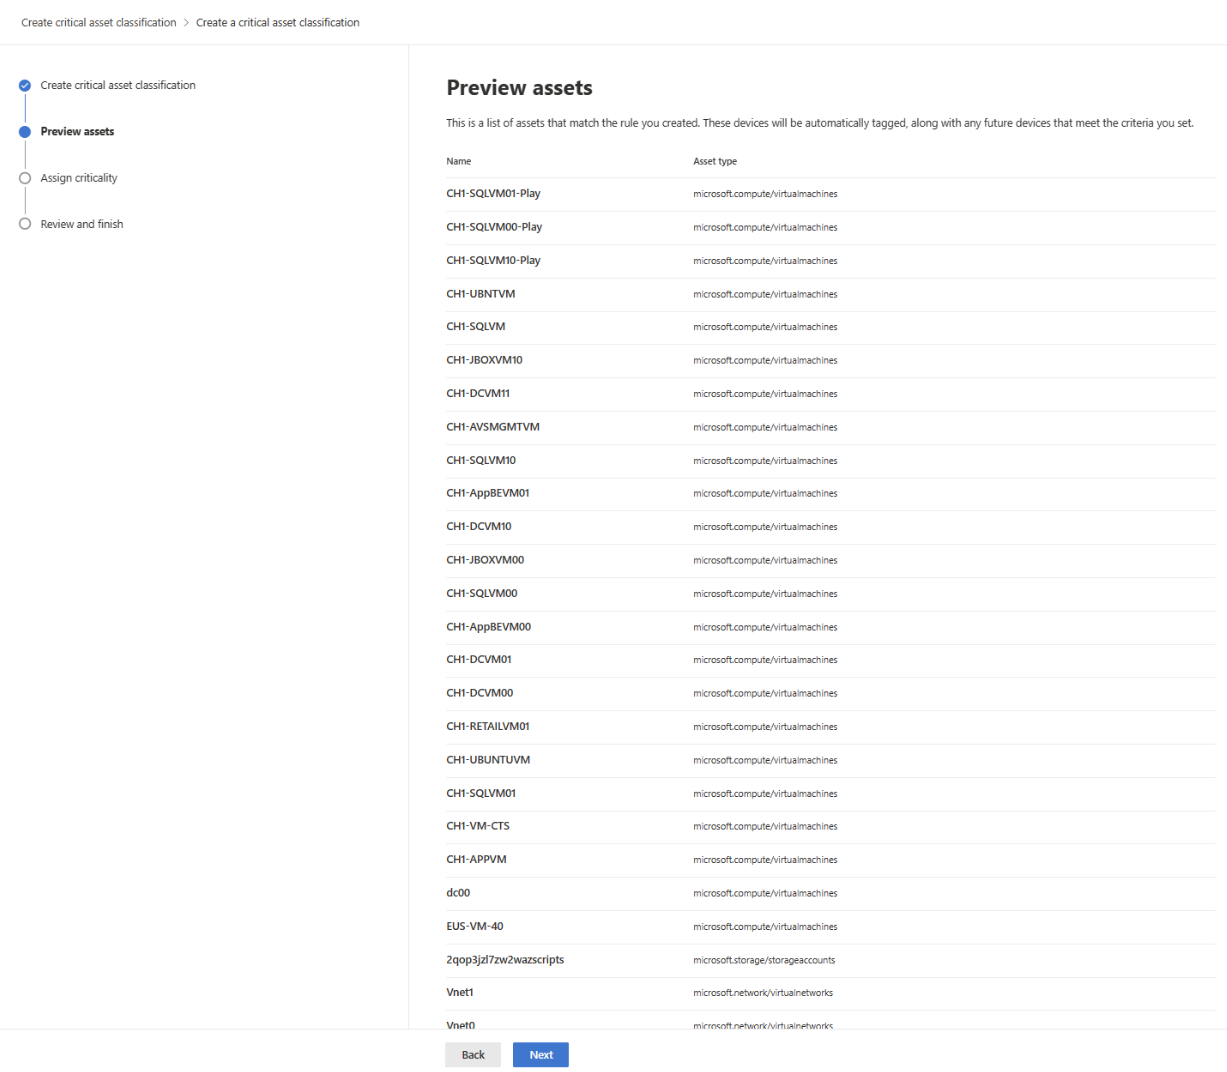 Create critical asset classification > Create a critical asset classification
Create critical asset classification
Preview assets
Assign criticality
Review and finish
Preview assets
This is a list of assets that match the rule you created. These devices will be automatically tagged, along with any future devices that meet the criteria you set.
Name Asset type
CH1-SQLVM01-Play microsoft.compute/virtualmachines
CH1-SQLVM00-Play microsoft.compute/virtualmachines
CH1-SQLVM10-Play microsoft.compute/virtualmachines
CH1-UBNTVM microsoft.compute/virtualmachines
CH1-SQLVM microsoft.compute/virtualmachines
CH1-JBOXVM10 microsoft.compute/virtualmachines
CH1-DCVM11 microsoft.compute/virtualmachines
CH1-AVSMGMTVM microsoft.compute/virtualmachines
CH1-SQLVM10 microsoft.compute/virtualmachines
CH1-AppBEVM01 microsoft.compute/virtualmachines
CH1-DCVM10 microsoft.compute/virtualmachines
CH1-JBOXVM00 microsoft.compute/virtualmachines
CH1-SQLVM00 microsoft.compute/virtualmachines
CH1-AppBEVM00 microsoft.compute/virtualmachines
CH1-DCVM01 microsoft.compute/virtualmachines
CH1-DCVM00 microsoft.compute/virtualmachines
CH1-RETAILVM01 microsoft.compute/virtualmachines
CH1-UBUNTUVM microsoft.compute/virtualmachines
CH1-SQLVM01 microsoft.compute/virtualmachines
CH1-VM-CTS microsoft.compute/virtualmachines
CH1-APPVM microsoft.compute/virtualmachines
dc00 microsoft.compute/virtualmachines
EUS-VM-40 microsoft.compute/virtualmachines
2qop3jzl7zw2wazscripts microsoft.storage/storageaccounts
Vnet1 microsoft.network/virtualnetworks
Vnet0 microsoft.network/virtualnetworks
Back Next